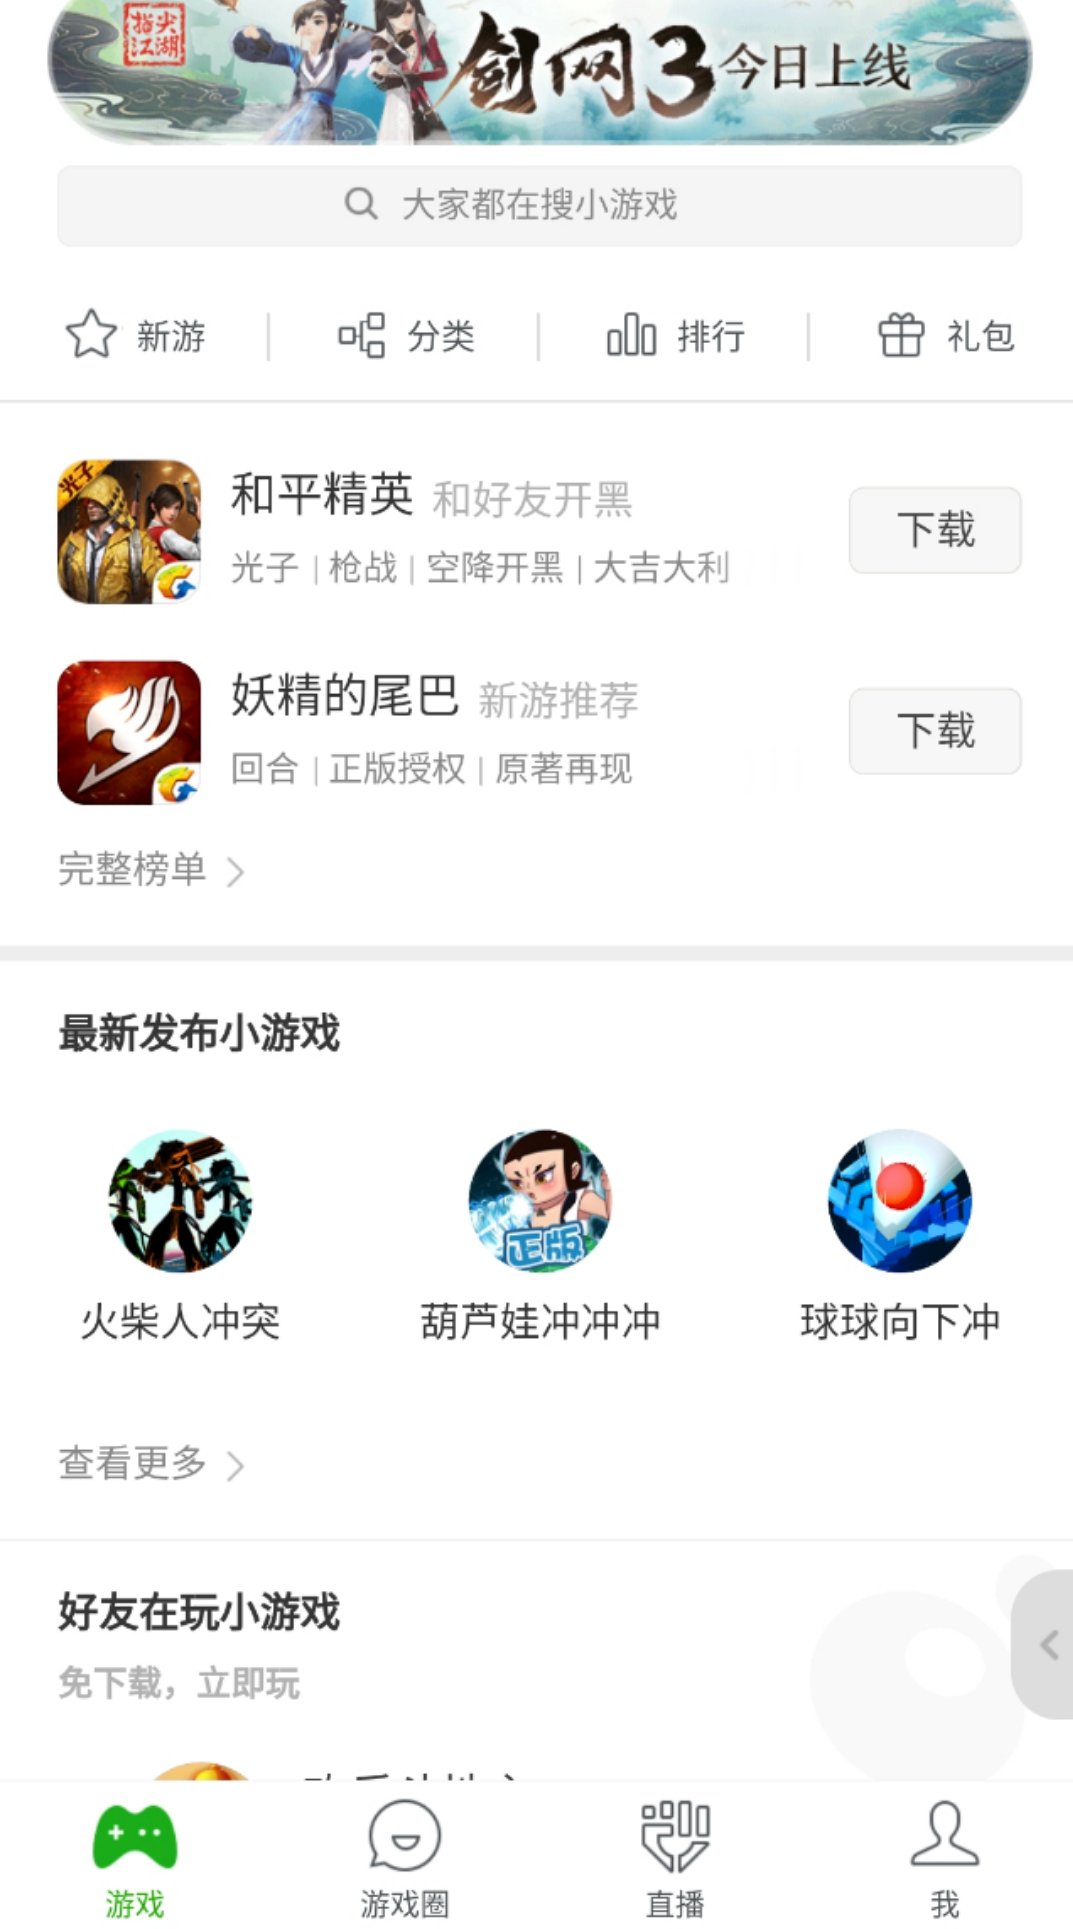 指尖江湖
剑网3今日上线
大家都在搜小游戏
新游
分类
排行
礼包
光子
和平精英 和好友开黑
光子 | 枪战 | 空降开黑 | 大吉大利
下载
妖精的尾巴 新游推荐
回合 | 正版授权 | 原著再现
下载
完整榜单
最新发布小游戏
正版
火柴人冲突
葫芦娃冲冲冲
球球向下冲
查看更多
好友在玩小游戏
免下载，立即玩
游戏
游戏圈
直播
我